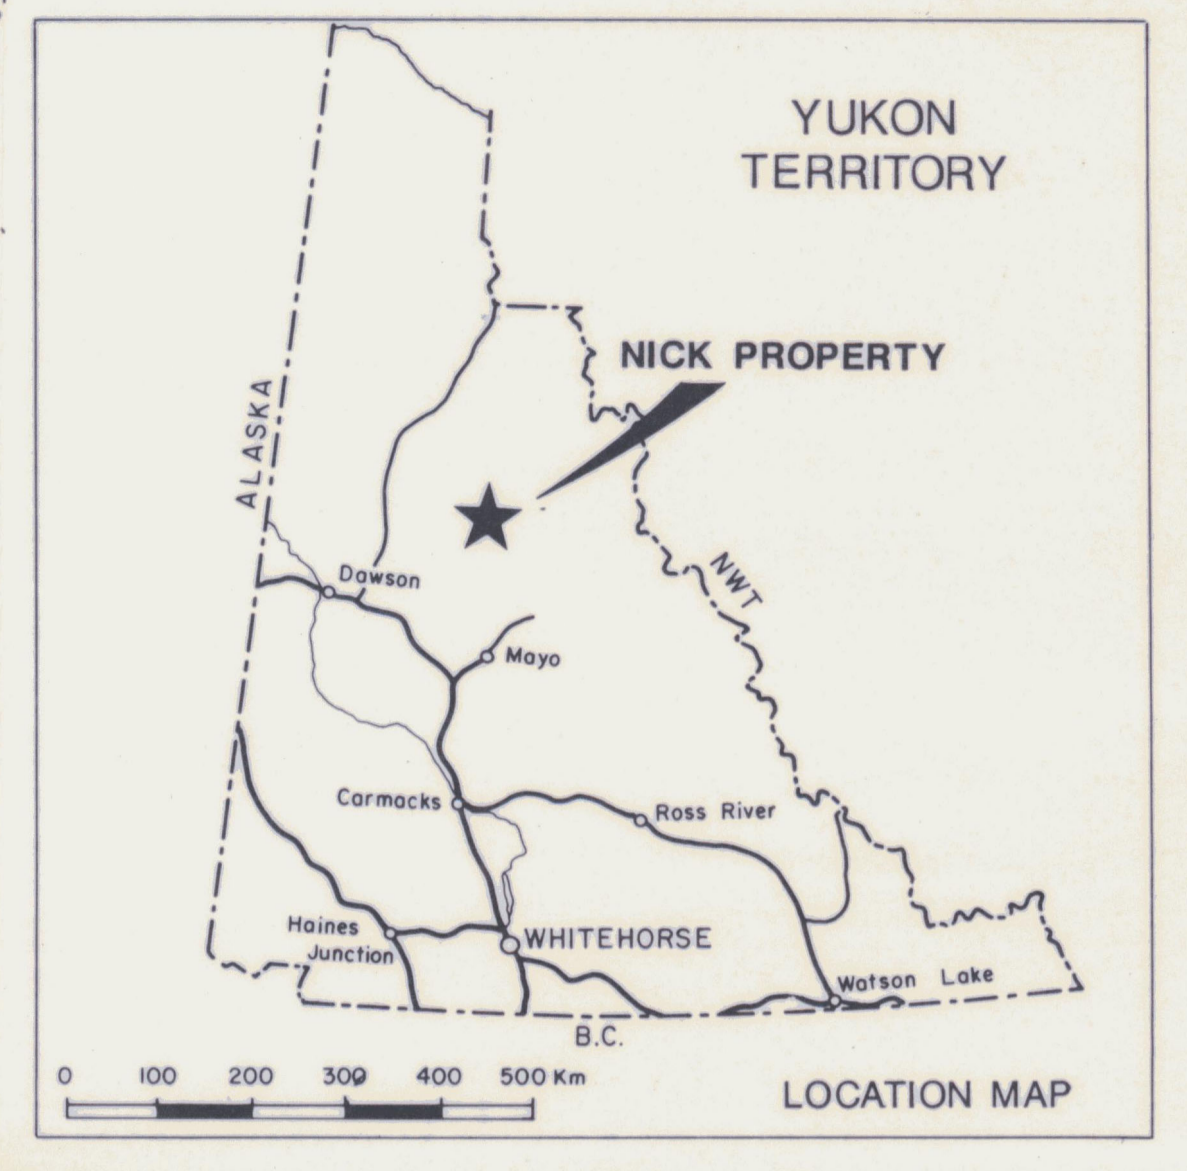 YUKON
TERRITORY
NICK PROPERTY
ALASKA
NWT
Dawson
Mayo
Carmacks
Ross River
Haines
Junction
WHITEHORSE
Watson Lake
B.C.
0 100 200 300 400 500 Km
LOCATION MAP